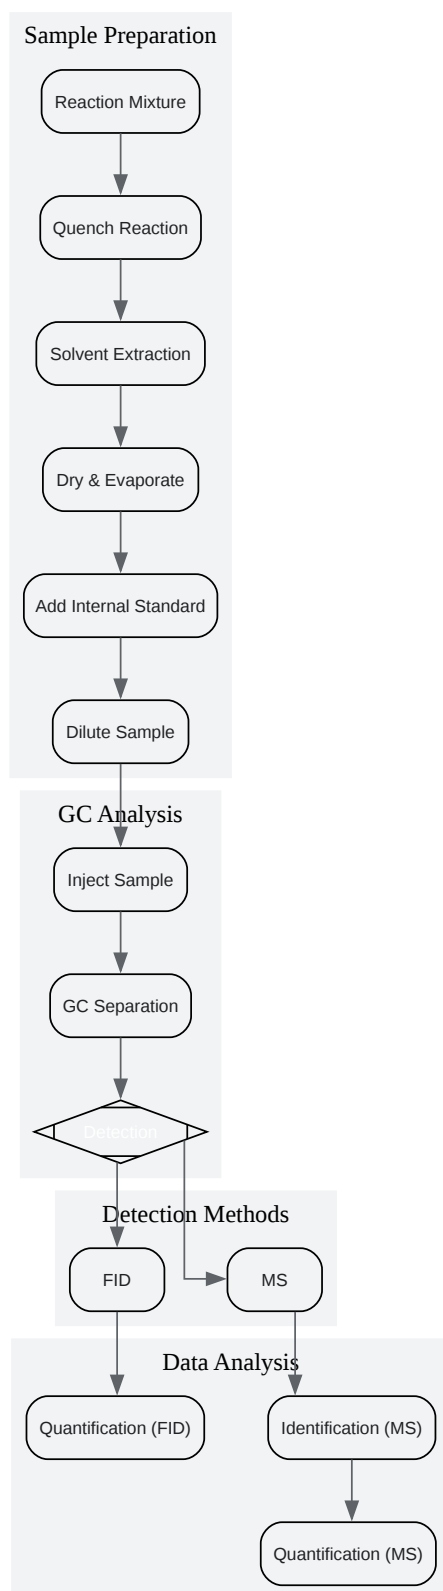 Sample Preparation
Reaction Mixture
Quench Reaction
Solvent Extraction
Dry & Evaporate
Add Internal Standard
Dilute Sample
GC Analysis
Inject Sample
GC Separation
Detection
Detection Methods
FID
MS
Data Analysis
Quantification (FID)
Identification (MS)
Quantification (MS)